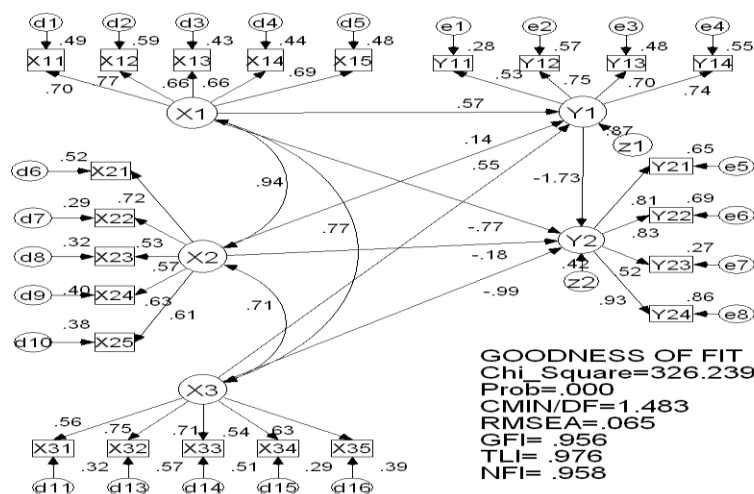 d1 d2 d3 d4 d5 e1 e2 e3 e4
.49 .59 .43 .44 .48 .28 .57 .48 .55
X11 X12 X13 X14 X15 Y11 Y12 Y13 Y14
.70 .77 .66 .66 .69 .53 .75 .70 .74
X1 .57 Y1
.87
z1
.14
.55
d6 .52 X21 .94 -1.73 .65 Y21 e5
.72 .77 .81 .69
d7 .29 X22 Y22 e6
.53 -.77 .83
d8 .32 X23 X2 Y2 .27
.57 -.18 .42 .52 Y23 e7
d9 .40 X24 z2
.63 .71 -.99 .93 .86
d10 .38 X25 .61 Y24 e8
X3
.56 .75 .71 .54 .63
X31 X32 X33 X34 X35
.32 .57 .51 .29 .39
d11 d13 d14 d15 d16
GOODNESS OF FIT
Chi_Square=326.239
Prob=.000
CMIN/DF=1.483
RMSEA=.065
GFI= .956
TLI= .976
NFI= .958